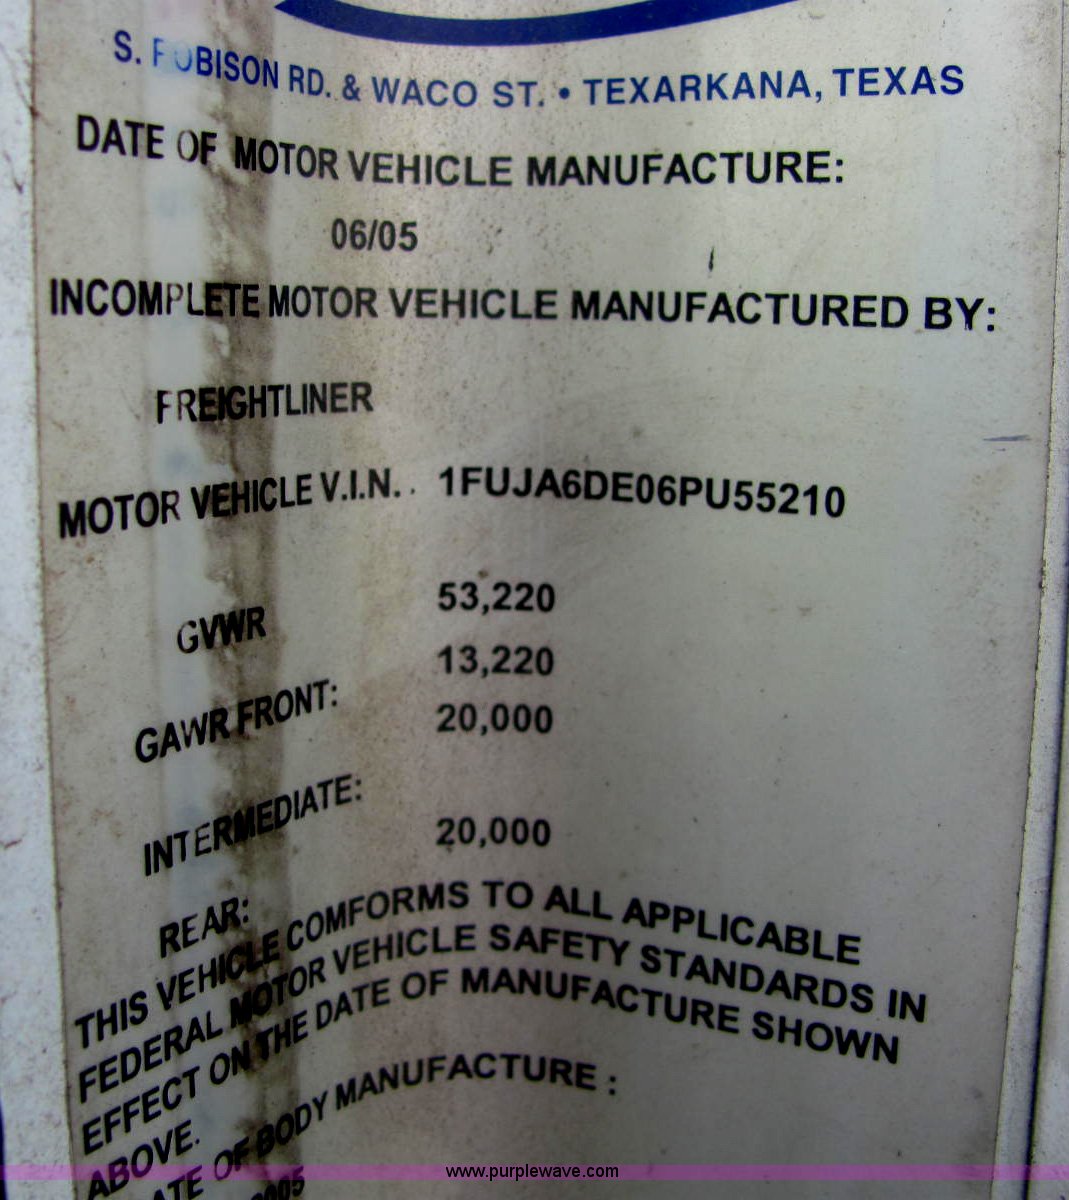 S. ROBISON RD. & WACO ST. • TEXARKANA, TEXAS
DATE OF MOTOR VEHICLE MANUFACTURE:
06/05
INCOMPLETE MOTOR VEHICLE MANUFACTURED BY:
FREIGHTLINER
MOTOR VEHICLE V.I.N. . 1FUJA6DE06PU55210
GVWR 53,220
GAWR FRONT: 13,220
INTERMEDIATE: 20,000
REAR: 20,000
THIS VEHICLE COMFORMS TO ALL APPLICABLE
FEDERAL MOTOR VEHICLE SAFETY STANDARDS IN
EFFECT ON THE DATE OF MANUFACTURE SHOWN
ABOVE.
DATE OF BODY MANUFACTURE :
2005
www.purplewave.com